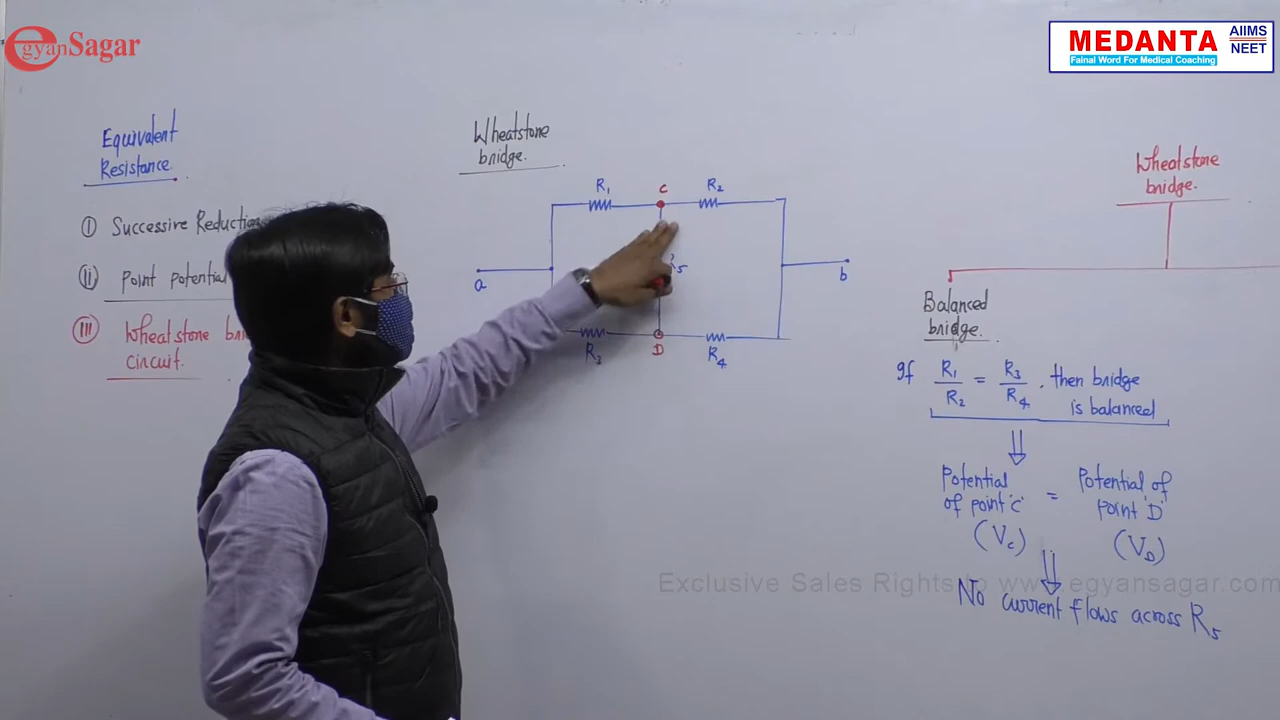 egyanSagar
MEDANTA
AIIMS
NEET
Fainal Word For Medical Coaching
Equivalent
Resistance.
I Successive Reduction
II Point Potential
III Wheatstone
circuit.
Wheatstone
bridge.
R1
C
R2
a
5
b
R3
D
R4
Wheatstone
bridge.
Balanced
bridge.
If R1/R2 = R3/R4, then bridge
is balanced
Potential of point 'C' = Potential of point 'D'
(Vc) (VD)
No current flows across R5
Exclusive Sales Rights to www.egyansagar.com